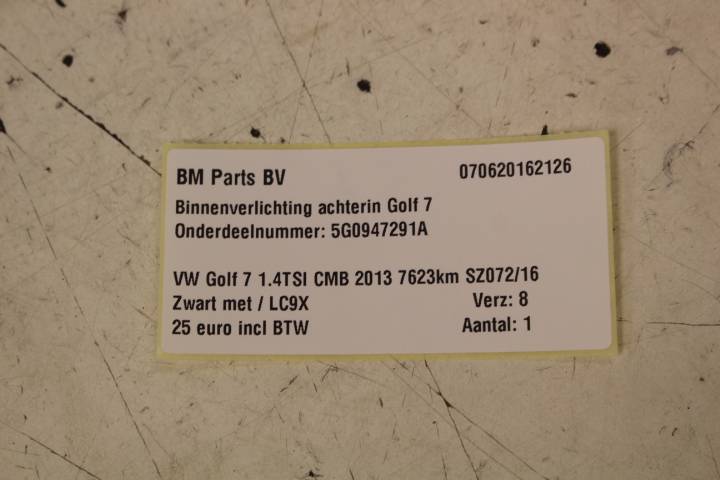 BM Parts BV 070620162126
Binnenverlichting achterin Golf 7
Onderdeelnummer: 5G0947291A
VW Golf 7 1.4TSI CMB 2013 7623km SZ072/16
Zwart met / LC9X Verz: 8
25 euro incl BTW Aantal: 1